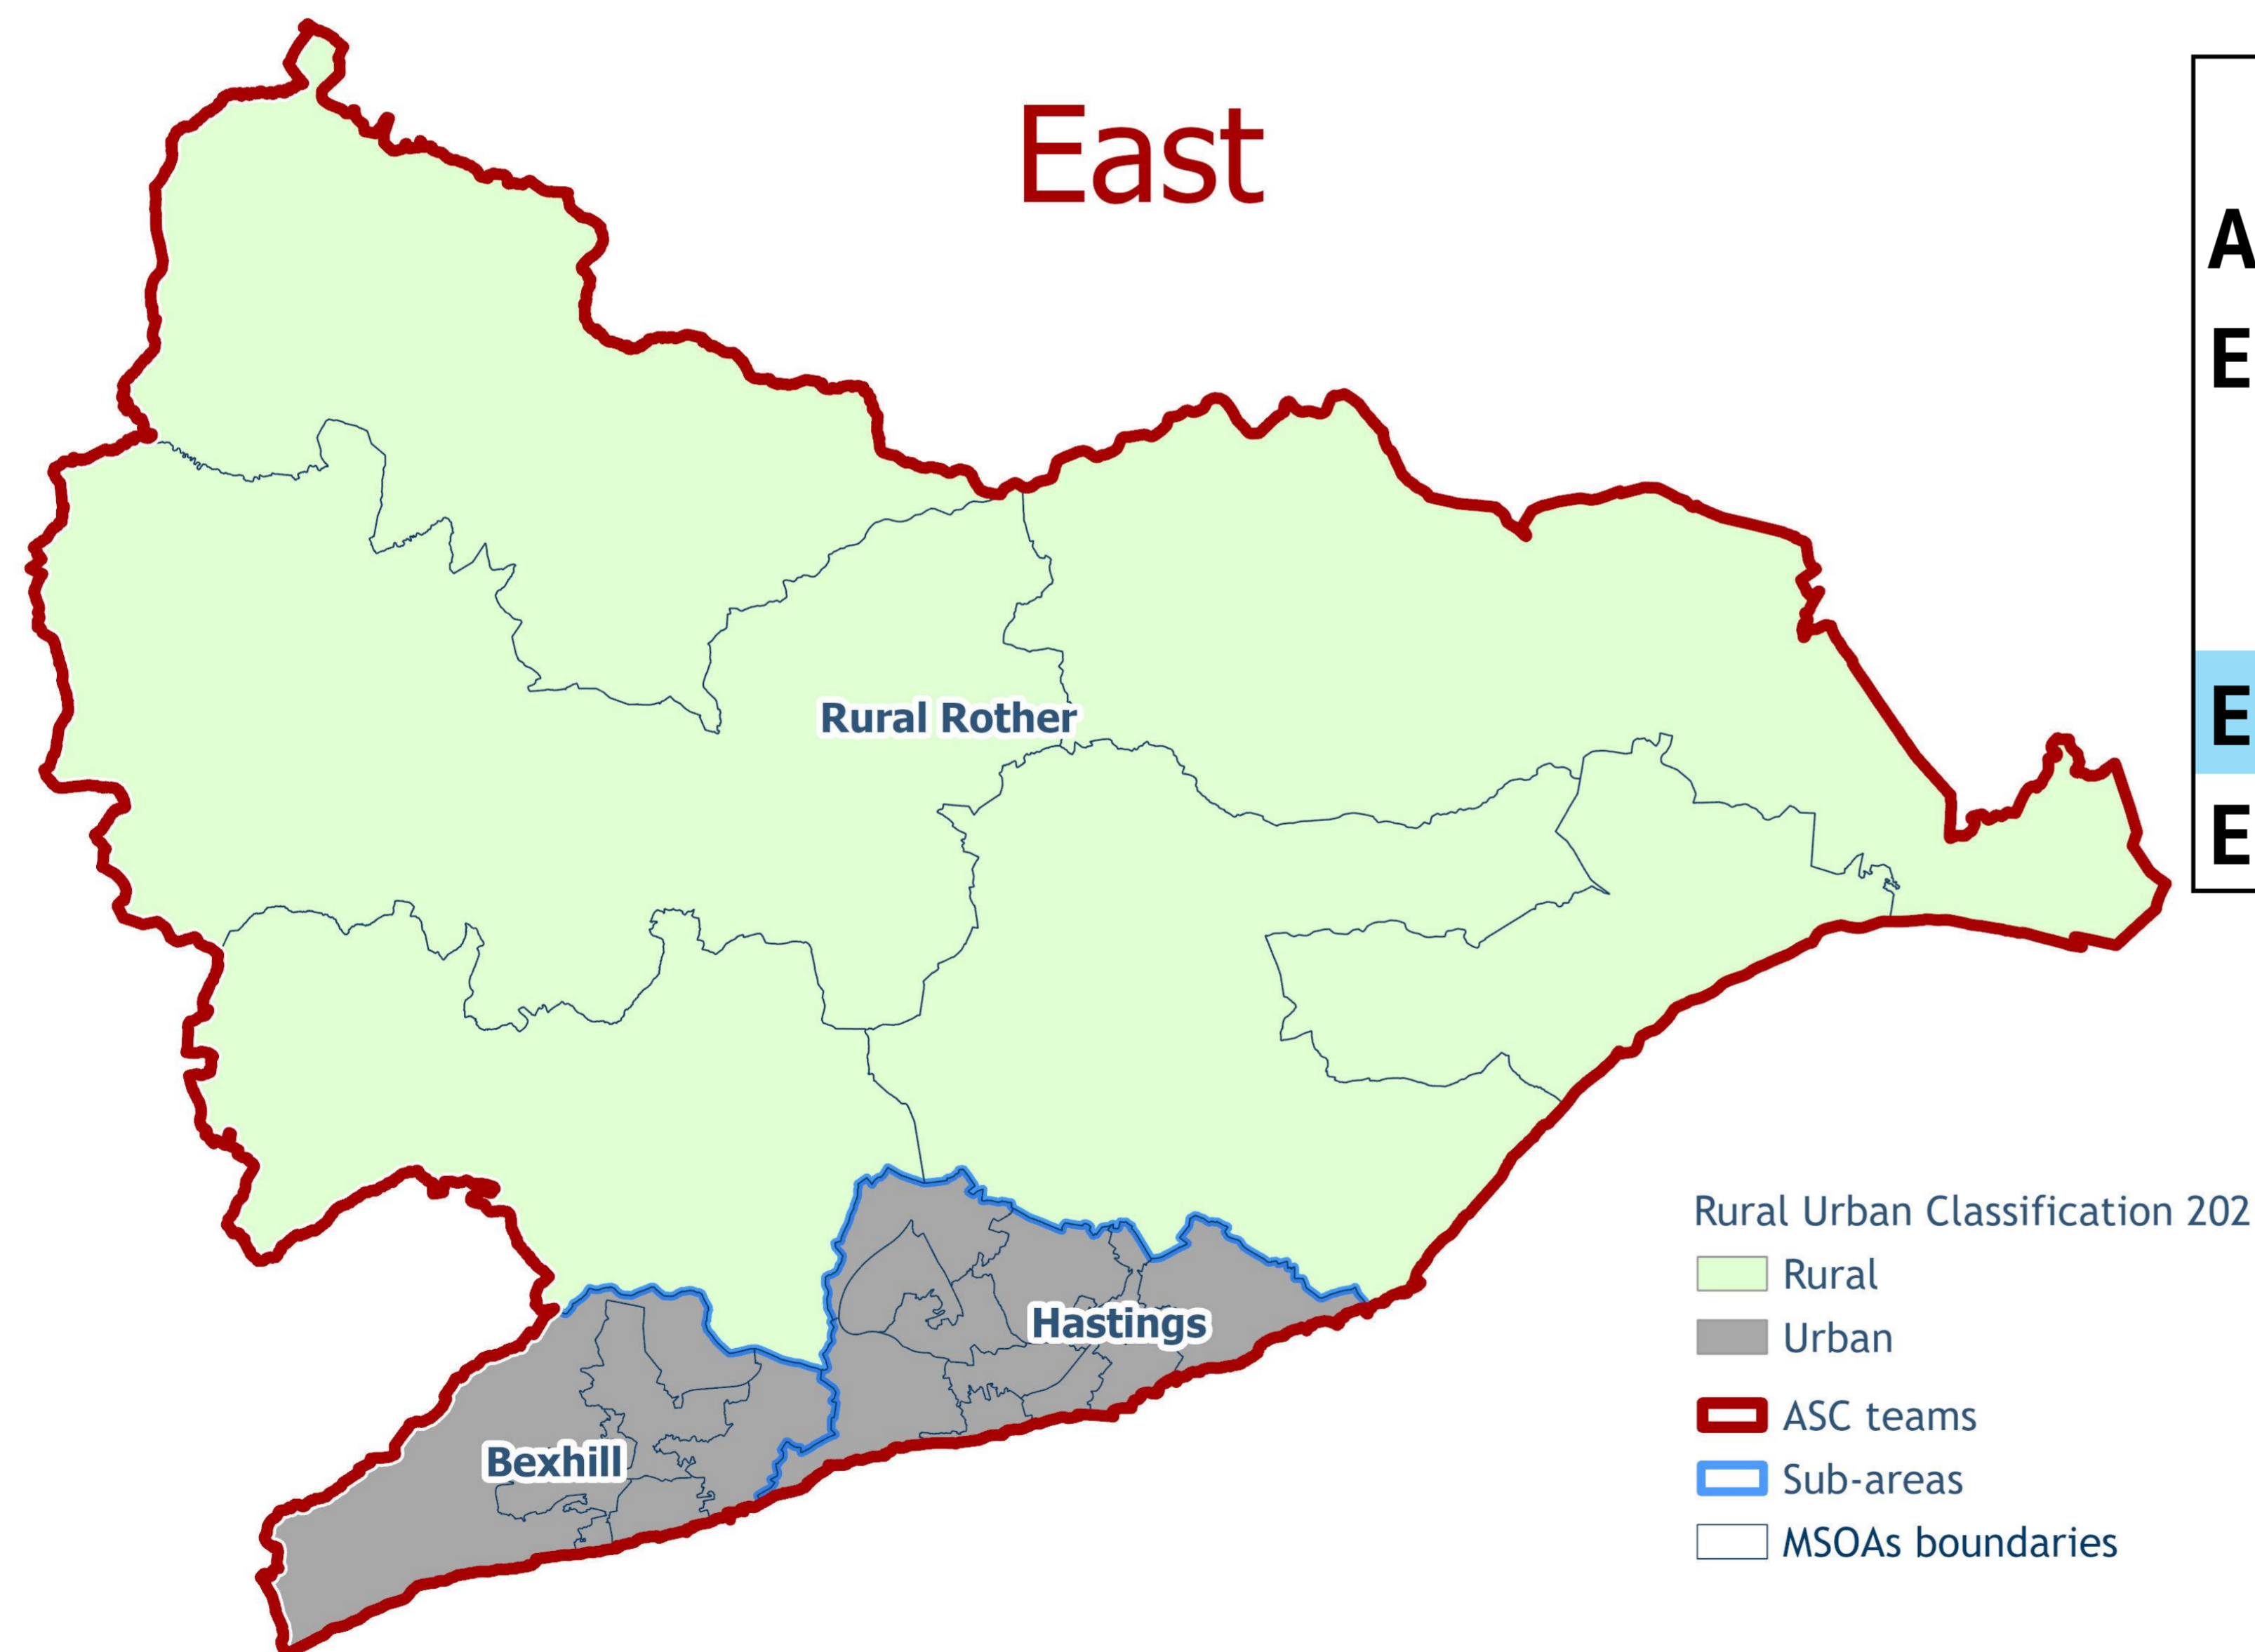 East
A
E
E
E
Rural Rother
Hastings
Bexhill
Rural Urban Classification 202
Rural
Urban
ASC teams
Sub-areas
MSOAs boundaries